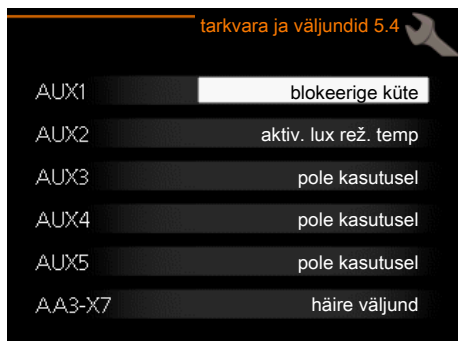 tarkvara ja väljundid 5.4
AUX1 blokeerige küte
AUX2 aktiv. lux rež. temp
AUX3 pole kasutusel
AUX4 pole kasutusel
AUX5 pole kasutusel
AA3-X7 häire väljund